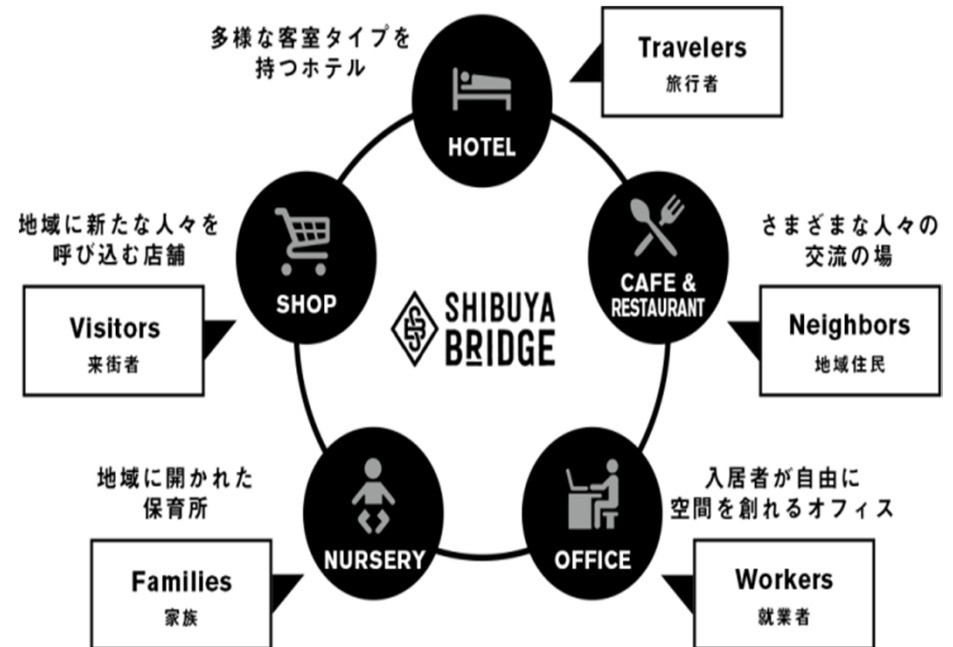 多様な客室タイプを
持つホテル
HOTEL
Travelers
旅行者
地域に新たな人々を
呼び込む店舗
SHOP
Visitors
来街者
CAFE &
RESTAURANT
さまざまな人々の
交流の場
Neighbors
地域住民
SHIBUYA
BRIDGE
地域に開かれた
保育所
NURSERY
Families
家族
OFFICE
入居者が自由に
空間を創れるオフィス
Workers
就業者